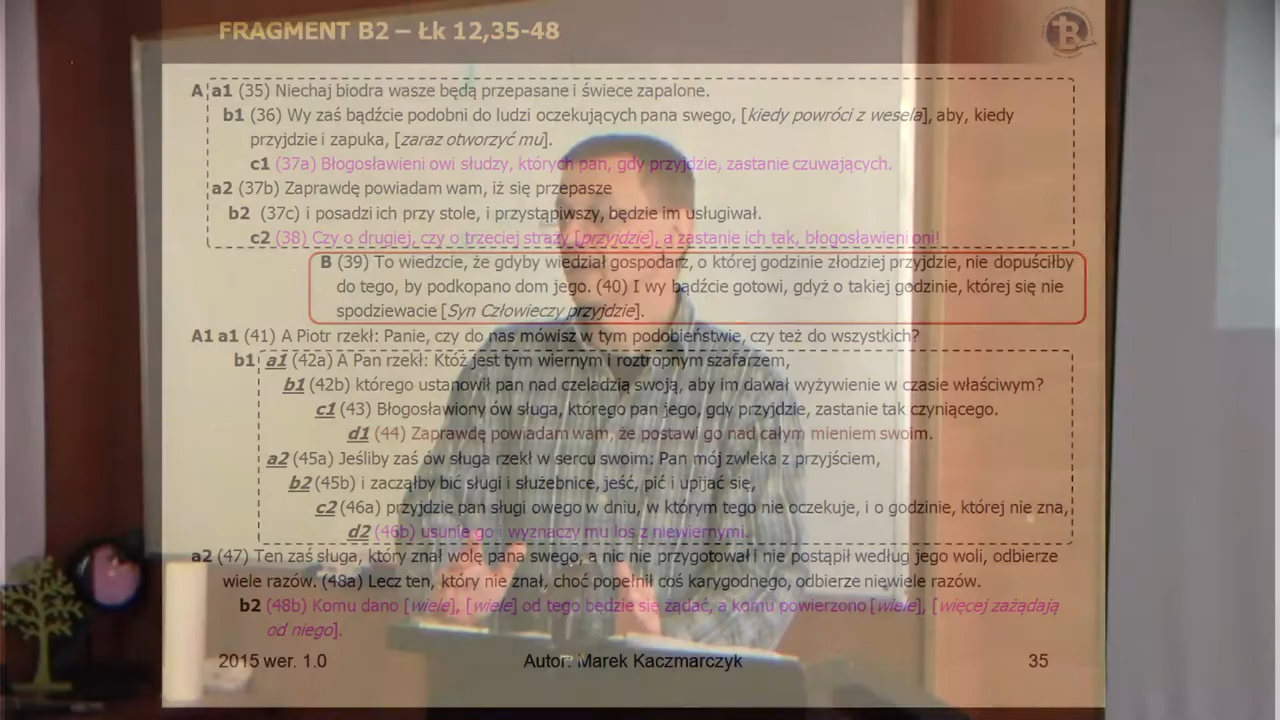 FRAGMENT B2 – Łk 12,35-48
A a1 (35) Niechaj biodra wasze będą przepasane i świece zapalone.
b1 (36) Wy zaś bądźcie podobni do ludzi oczekujących pana swego, [kiedy powróci z wesela], aby, kiedy
przyjdzie i zapuka, [zaraz otworzyć mu].
c1 (37a) Błogosławieni owi słudzy, których pan, gdy przyjdzie, zastanie czuwających.
a2 (37b) Zaprawdę powiadam wam, iż się przepasze
b2 (37c) i posadzi ich przy stole, i przystąpiwszy, będzie im usługiwał.
c2 (38) Czy o drugiej, czy o trzeciej straży [przyjdzie], a zastanie ich tak, błogosławieni oni!
B (39) To wiedzcie, że gdyby wiedział gospodarz, o której godzinie złodziej przyjdzie, nie dopuściłby
do tego, by podkopano dom jego. (40) I wy bądźcie gotowi, gdyż o takiej godzinie, której się nie
spodziewacie [Syn Człowieczy przyjdzie].
A1 a1 (41) A Piotr rzekł: Panie, czy do nas mówisz w tym podobieństwie, czy też do wszystkich?
b1 a1 (42a) A Pan rzekł: Któż jest tym wiernym i roztropnym szafarzem,
b1 (42b) którego ustanowił pan nad czeladzią swoją, aby im dawał wyżywienie w czasie właściwym?
c1 (43) Błogosławiony ów sługa, którego pan jego, gdy przyjdzie, zastanie tak czyniącego.
d1 (44) Zaprawdę powiadam wam, że postawi go nad całym mieniem swoim.
a2 (45a) Jeśliby zaś ów sługa rzekł w sercu swoim: Pan mój zwleka z przyjściem,
b2 (45b) i zacząłby bić sługi i służebnice, jeść, pić i upijać się,
c2 (46a) przyjdzie pan sługi owego w dniu, w którym tego nie oczekuje, i o godzinie, której nie zna,
d2 (46b) usunie go i wyznaczy mu los z niewiernymi.
a2 (47) Ten zaś sługa, który znał wolę pana swego, a nic nie przygotował i nie postąpił według jego woli, odbierze
wiele razów. (48a) Lecz ten, który nie znał, choć popełnił coś karygodnego, odbierze niewiele razów.
b2 (48b) Komu dano [wiele], [wiele] od tego będzie się żądać, a komu powierzono [wiele], [więcej zażądają
od niego].
2015 wer. 1.0 Autor: Marek Kaczmarczyk 35